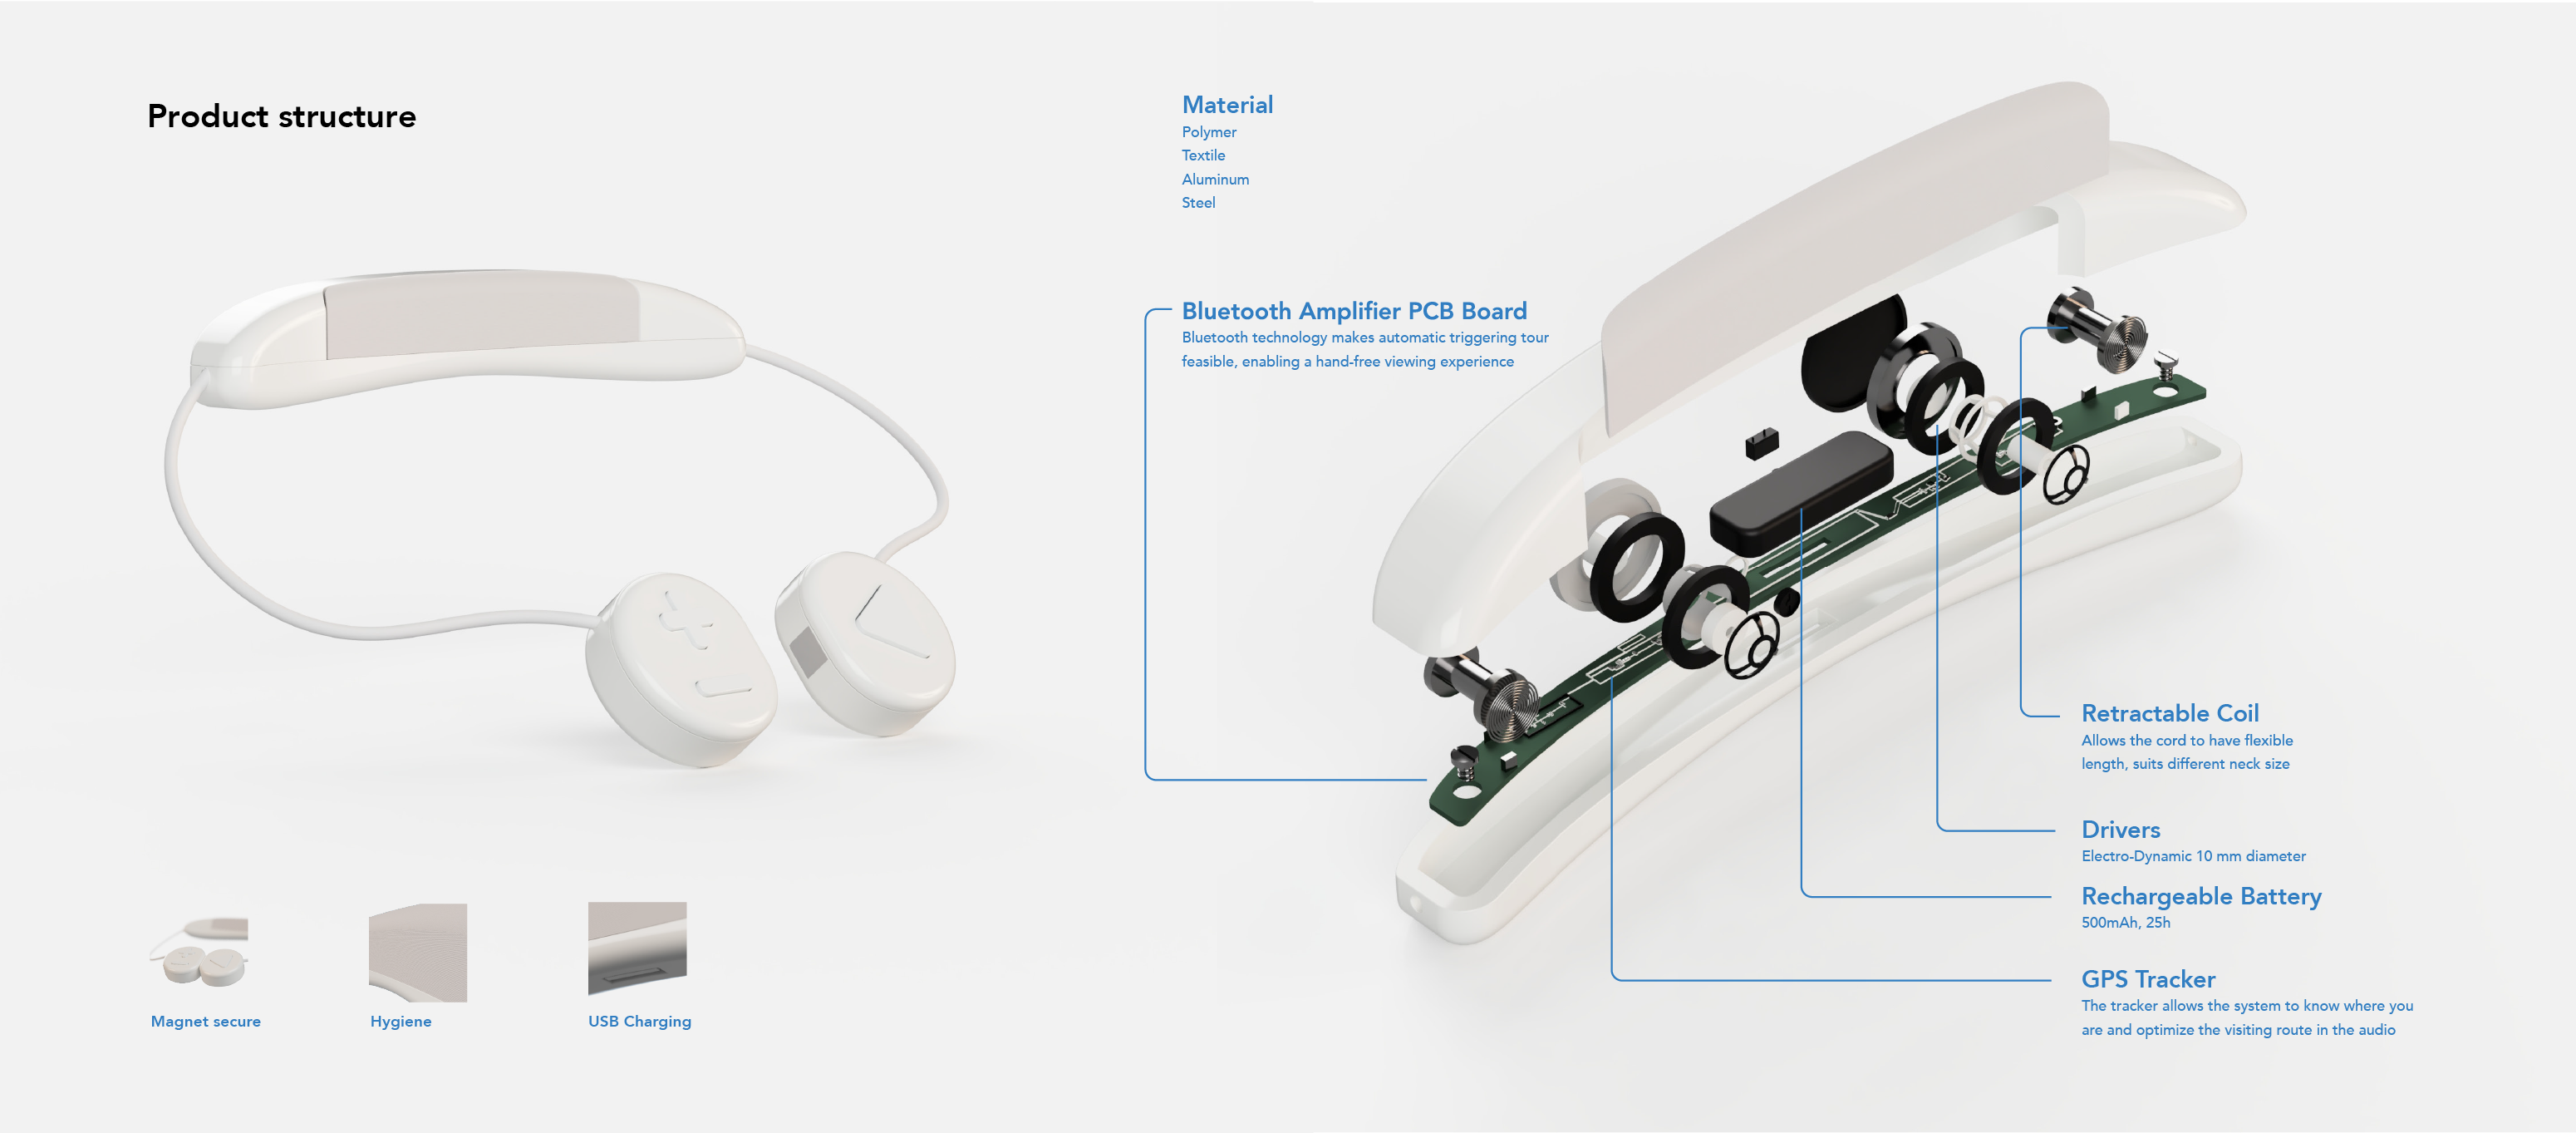 Product structure
Material
Polymer
Textile
Aluminum
Steel
Bluetooth Amplifier PCB Board
Bluetooth technology makes automatic triggering tour
feasible, enabling a hand-free viewing experience
Retractable Coil
Allows the cord to have flexible
length, suits different neck size
Drivers
Electro-Dynamic 10 mm diameter
Rechargeable Battery
500mAh, 25h
GPS Tracker
The tracker allows the system to know where you
are and optimize the visiting route in the audio
Magnet secure
Hygiene
USB Charging